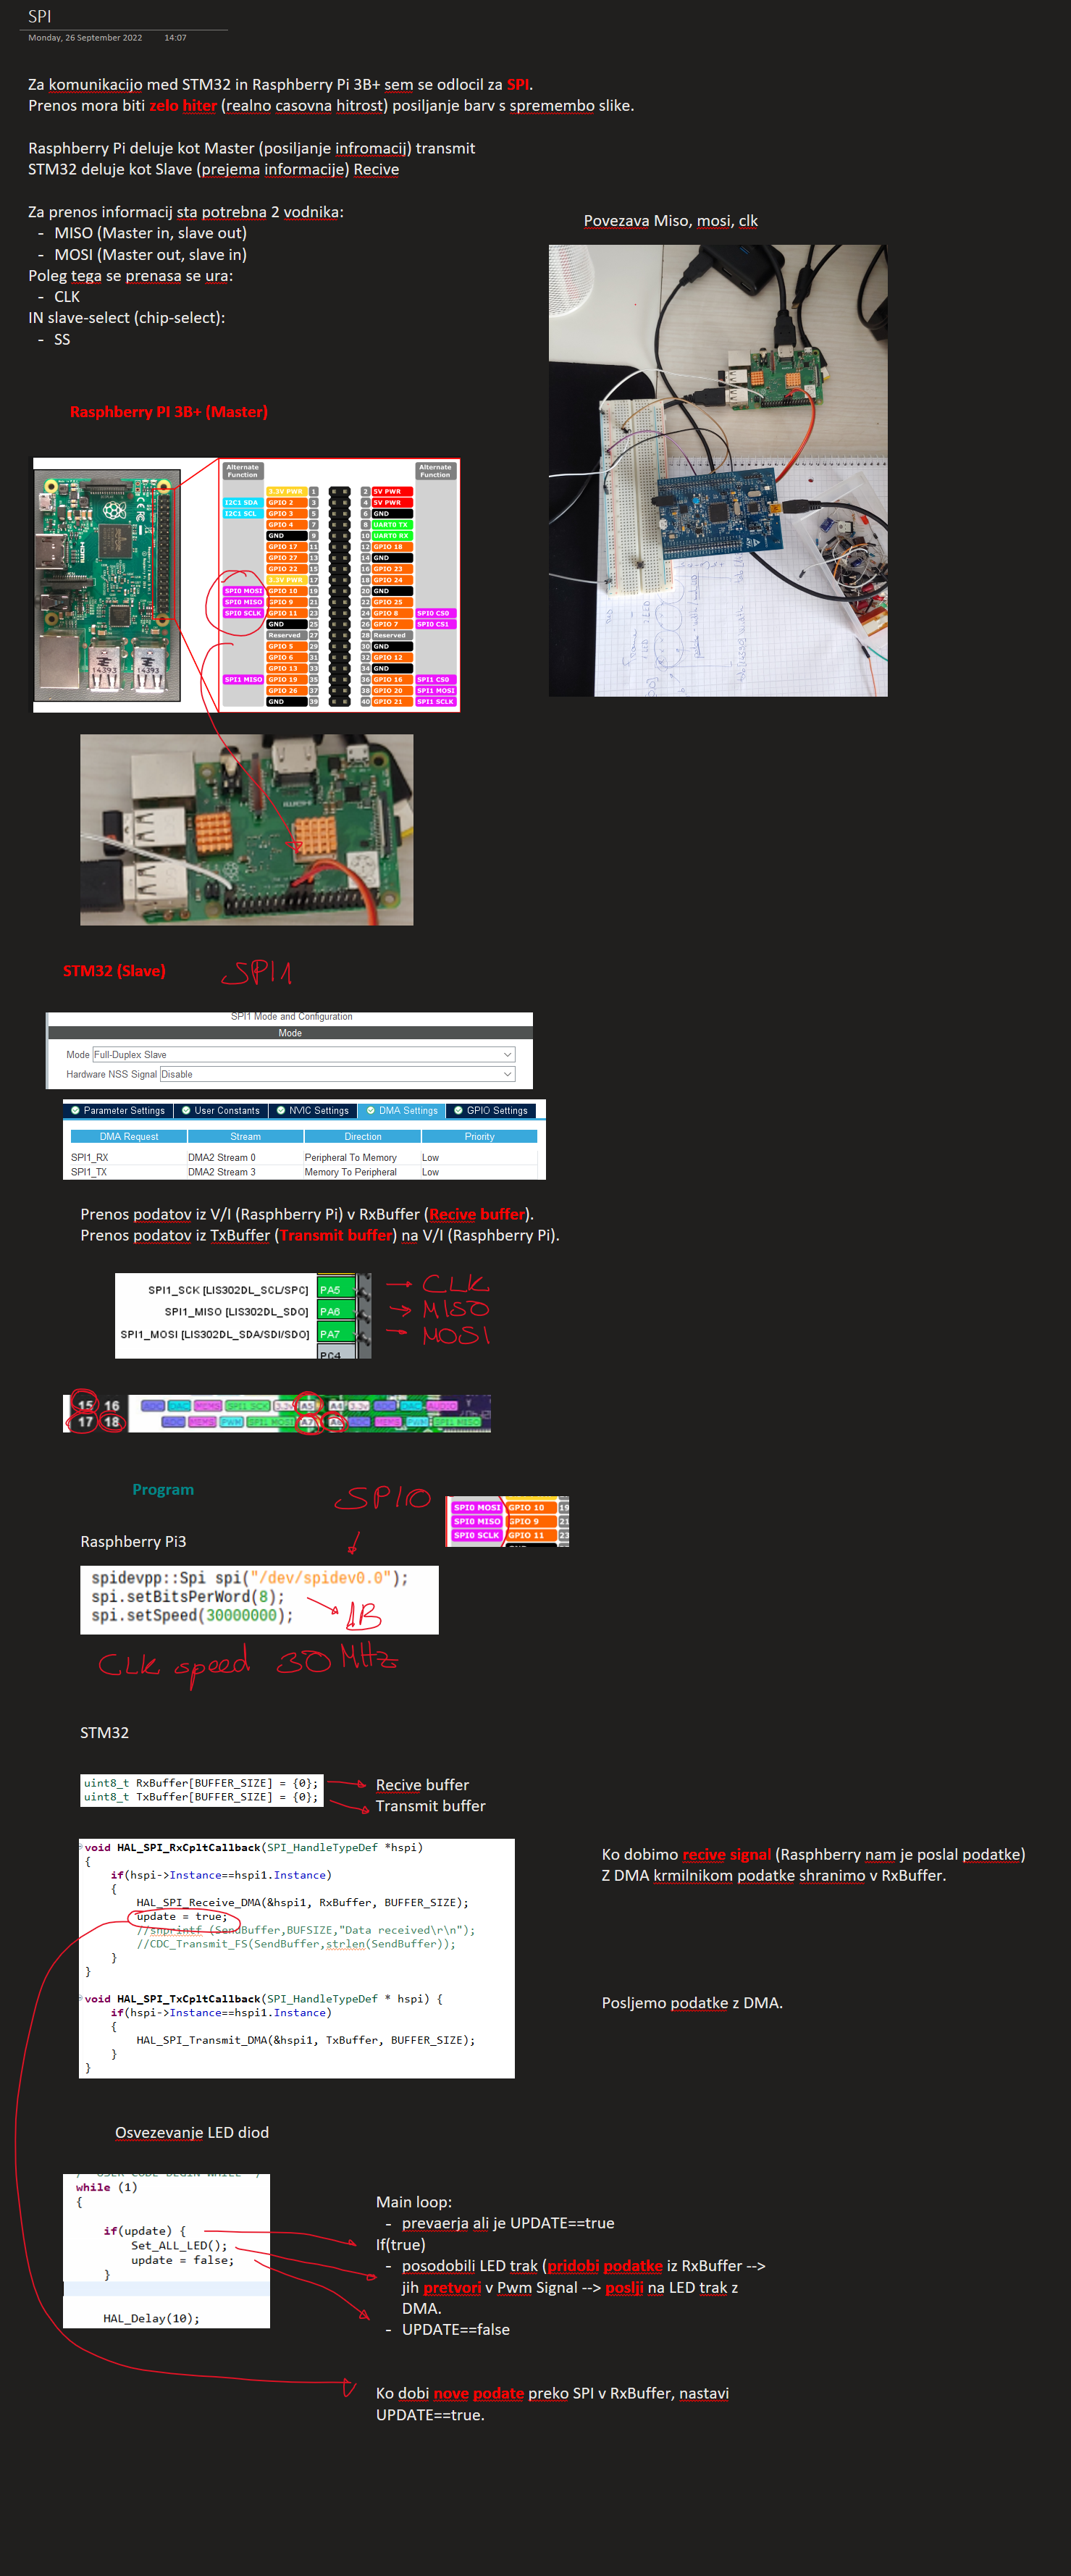 SPI
Monday, 26 September 2022 14:07
Za komunikacijo med STM32 in Rasphberry Pi 3B+ sem se odlocil za SPI.
Prenos mora biti zelo hiter (realno casovna hitrost) posiljanje barv s spremembo slike.
Rasphberry Pi deluje kot Master (posiljanje infromacij) transmit
STM32 deluje kot Slave (prejema informacije) Recive
Za prenos informacij sta potrebna 2 vodnika:
- MISO (Master in, slave out)
- MOSI (Master out, slave in)
Poleg tega se prenasa se ura:
- CLK
IN slave-select (chip-select):
- SS
Povezava Miso, mosi, clk
Rasphberry PI 3B+ (Master)
Alternate Function
Alternate Function
3.3V PWR 1 2 5V PWR
I2C1 SDA GPIO 2 3 4 5V PWR
I2C1 SCL GPIO 3 5 6 GND
GPIO 4 7 8 UART0 TX
GND 9 10 UART0 RX
GPIO 17 11 12 GPIO 18
GPIO 27 13 14 GND
GPIO 22 15 16 GPIO 23
3.3V PWR 17 18 GPIO 24
SPI0 MOSI GPIO 10 19 20 GND
SPI0 MISO GPIO 9 21 22 GPIO 25
SPI0 SCLK GPIO 11 23 24 GPIO 8 SPI0 CS0
GND 25 26 GPIO 7 SPI0 CS1
Reserved 27 28 Reserved
GPIO 5 29 30 GND
GPIO 6 31 32 GPIO 12
GPIO 13 33 34 GND
SPI1 MISO GPIO 19 35 36 GPIO 16 SPI1 CS0
GPIO 26 37 38 GPIO 20 SPI1 MOSI
GND 39 40 GPIO 21 SPI1 SCLK
HDMI
14393 14393
STM32 (Slave) SPI1
SPI1 Mode and Configuration
Mode
Mode Full-Duplex Slave
Hardware NSS Signal Disable
Parameter Settings User Constants NVIC Settings DMA Settings GPIO Settings
DMA Request Stream Direction Priority
SPI1_RX DMA2 Stream 0 Peripheral To Memory Low
SPI1_TX DMA2 Stream 3 Memory To Peripheral Low
Prenos podatov iz V/I (Rasphberry Pi) v RxBuffer (Recive buffer).
Prenos podatov iz TxBuffer (Transmit buffer) na V/I (Rasphberry Pi).
SPI1_SCK [LIS302DL_SCL/SPC] PA5 CLK
SPI1_MISO [LIS302DL_SDO] PA6 MISO
SPI1_MOSI [LIS302DL_SDA/SDI/SDO] PA7 MOSI
PC4
15 16 ADC DAC MEMS SPI1 SCK 3.3V A5 A4 3.3V ADC DAC AUDIO
17 18 ADC MEMS PWM SPI1 MOSI A7 A6 ADC MEMS PWM SPI1 MISO
Program
SPI0
SPI0 MOSI GPIO 10 19
SPI0 MISO GPIO 9 21
SPI0 SCLK GPIO 11 23
Rasphberry Pi3
spidevpp::Spi spi("/dev/spidev0.0");
spi.setBitsPerWord(8);
spi.setSpeed(30000000);
1B
CLK speed 30 MHz
STM32
uint8_t RxBuffer[BUFFER_SIZE] = {0};
uint8_t TxBuffer[BUFFER_SIZE] = {0};
Recive buffer
Transmit buffer
void HAL_SPI_RxCpltCallback(SPI_HandleTypeDef *hspi)
{
if(hspi->Instance==hspi1.Instance)
{
HAL_SPI_Receive_DMA(&hspi1, RxBuffer, BUFFER_SIZE);
update = true;
//snprintf (SendBuffer,BUFSIZE,"Data received\r\n");
//CDC_Transmit_FS(SendBuffer,strlen(SendBuffer));
}
}
Ko dobimo recive signal (Rasphberry nam je poslal podatke)
Z DMA krmilnikom podatke shranimo v RxBuffer.
void HAL_SPI_TxCpltCallback(SPI_HandleTypeDef * hspi) {
if(hspi->Instance==hspi1.Instance)
{
HAL_SPI_Transmit_DMA(&hspi1, TxBuffer, BUFFER_SIZE);
}
}
Posljemo podatke z DMA.
Osvezevanje LED diod
while (1)
{
if(update) {
Set_ALL_LED();
update = false;
}
HAL_Delay(10);
Main loop:
- prevaerja ali je UPDATE==true
If(true)
- posodobili LED trak (pridobi podatke iz RxBuffer -->
jih pretvori v Pwm Signal --> poslji na LED trak z
DMA.
- UPDATE==false
Ko dobi nove podate preko SPI v RxBuffer, nastavi
UPDATE==true.